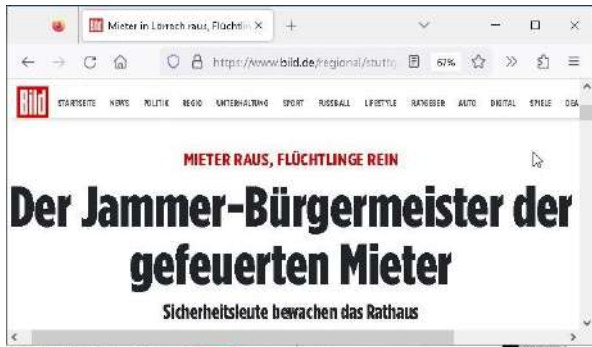 Mieter in Lörrach raus, Flüchtlin
https://www.bild.de/regional/stuttg
67%
Bild STARTSEITE NEWS POLITIK REGIO UNTERHALTUNG SPORT FUSSBALL LIFESTYLE RATGEBER AUTO DIGITAL SPIELE DEA
MIETER RAUS, FLÜCHTLINGE REIN
Der Jammer-Bürgermeister der
gefeuerten Mieter
Sicherheitsleute bewachen das Rathaus